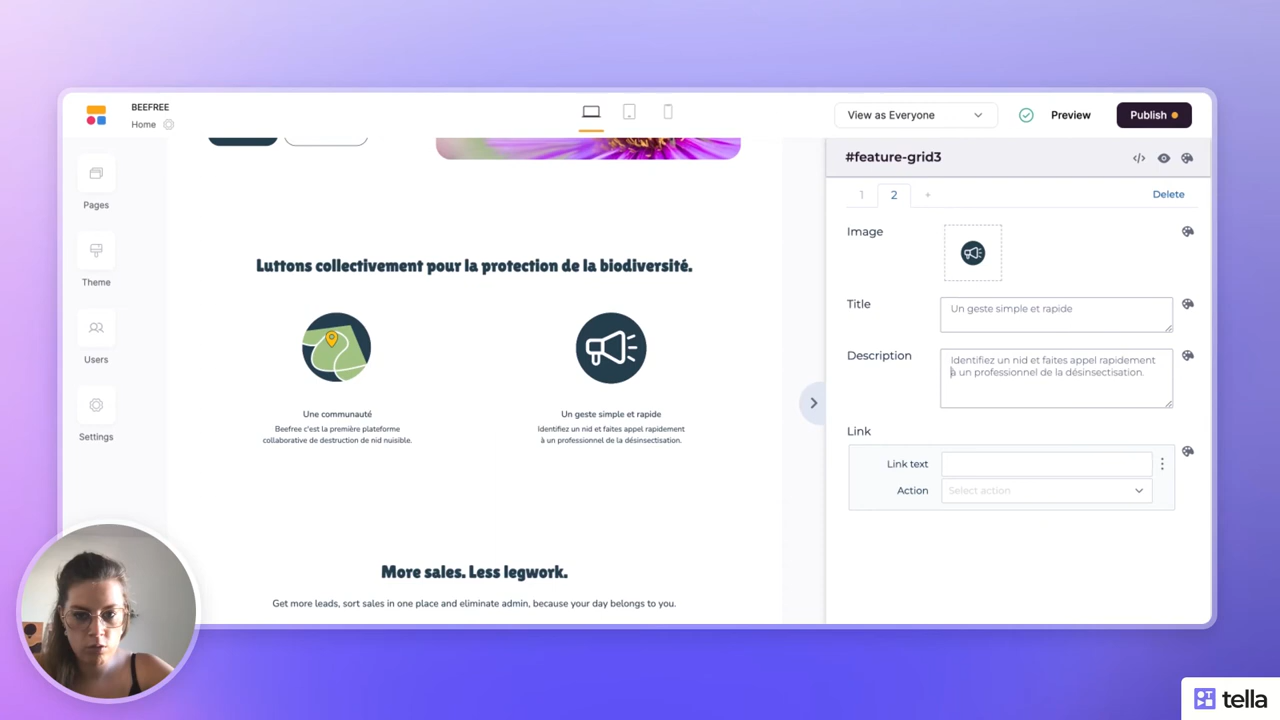 BEEFREE
Home
View as Everyone
Preview
Publish
Pages
Theme
Users
Settings
Luttons collectivement pour la protection de la biodiversité.
Une communauté
Beefree c'est la première plateforme
collaborative de destruction de nid nuisible.
Un geste simple et rapide
Identifiez un nid et faites appel rapidement
à un professionnel de la désinsectisation.
More sales. Less legwork.
Get more leads, sort sales in one place and eliminate admin, because your day belongs to you.
#feature-grid3
1 2 +
Delete
Image
Title
Un geste simple et rapide
Description
Identifiez un nid et faites appel rapidement
à un professionnel de la désinsectisation.
Link
Link text
Action
Select action
tella